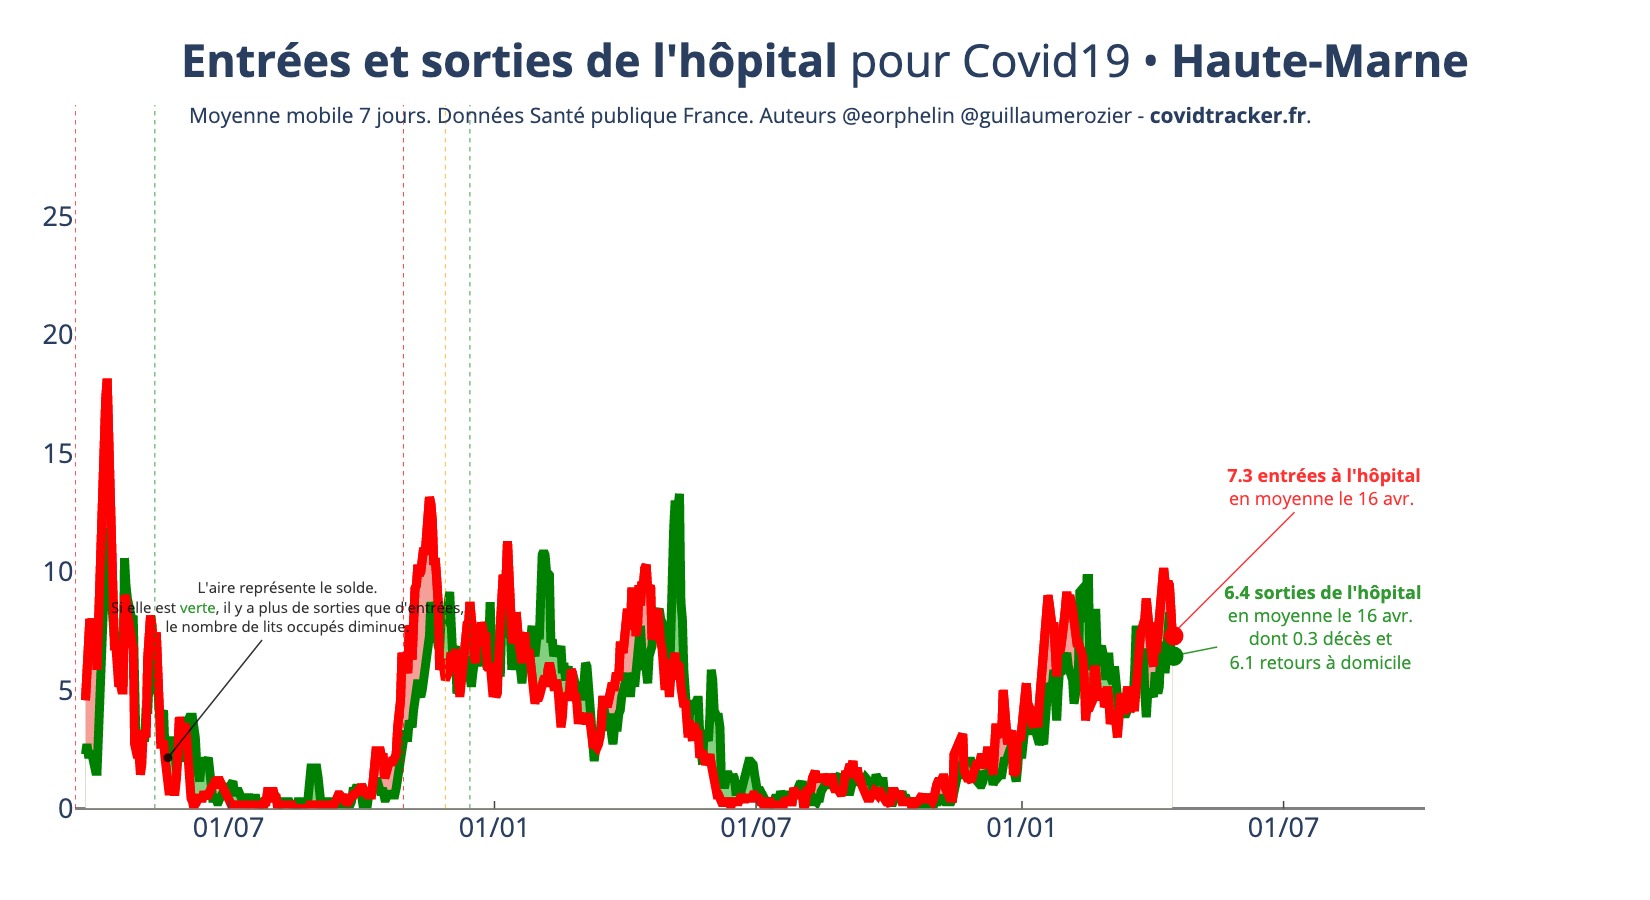 Entrées et sorties de l'hôpital pour Covid19 • Haute-Marne
Moyenne mobile 7 jours. Données Santé publique France. Auteurs @eorphelin @guillaumerozier - covidtracker.fr.
25
20
15
10
5
0
L'aire représente le solde.
Si elle est verte, il y a plus de sorties que d'entrées,
le nombre de lits occupés diminue.
7.3 entrées à l'hôpital
en moyenne le 16 avr.
6.4 sorties de l'hôpital
en moyenne le 16 avr.
dont 0.3 décès et
6.1 retours à domicile
01/07
01/01
01/07
01/01
01/07